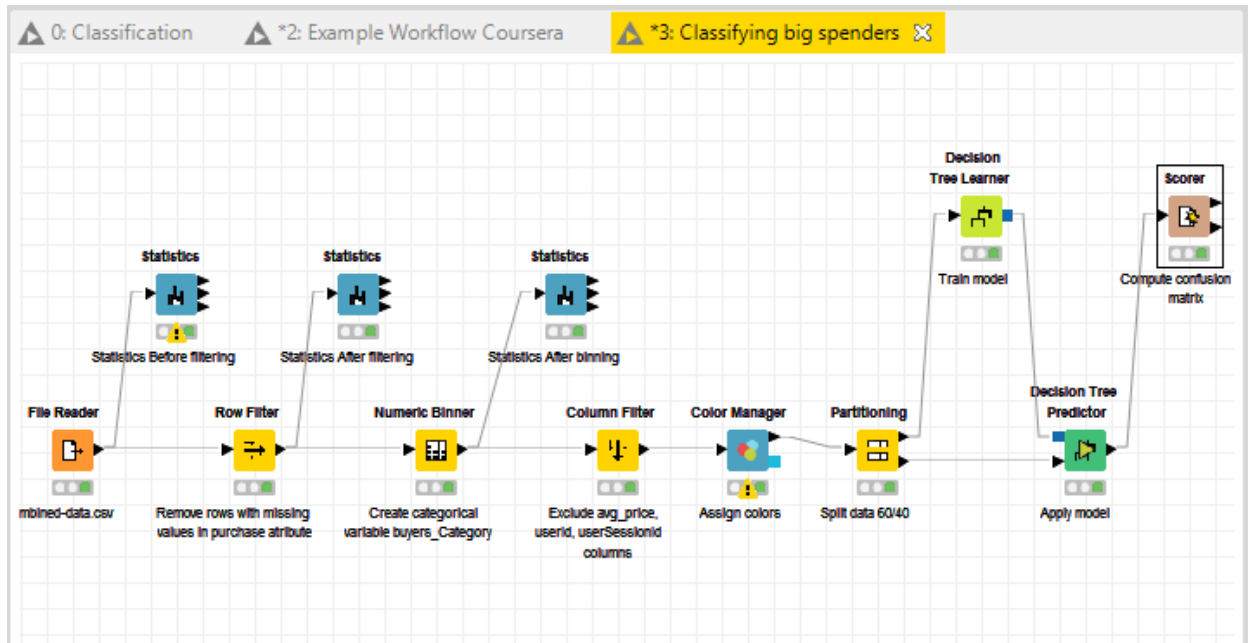 0: Classification
*2: Example Workflow Coursera
*3: Classifying big spenders
Decision
Tree Learner
Train model
Scorer
Compute confusion
matrix
Statistics
Statistics Before filtering
Statistics
Statistics After filtering
Statistics
Statistics After binning
File Reader
mbined-data.csv
Row Filter
Remove rows with missing
values in purchase atribute
Numeric Binner
Create categorical
variable buyers_Category
Column Filter
Exclude avg_price,
userid, userSessionId
columns
Color Manager
Assign colors
Partitioning
Split data 60/40
Decision Tree
Predictor
Apply model